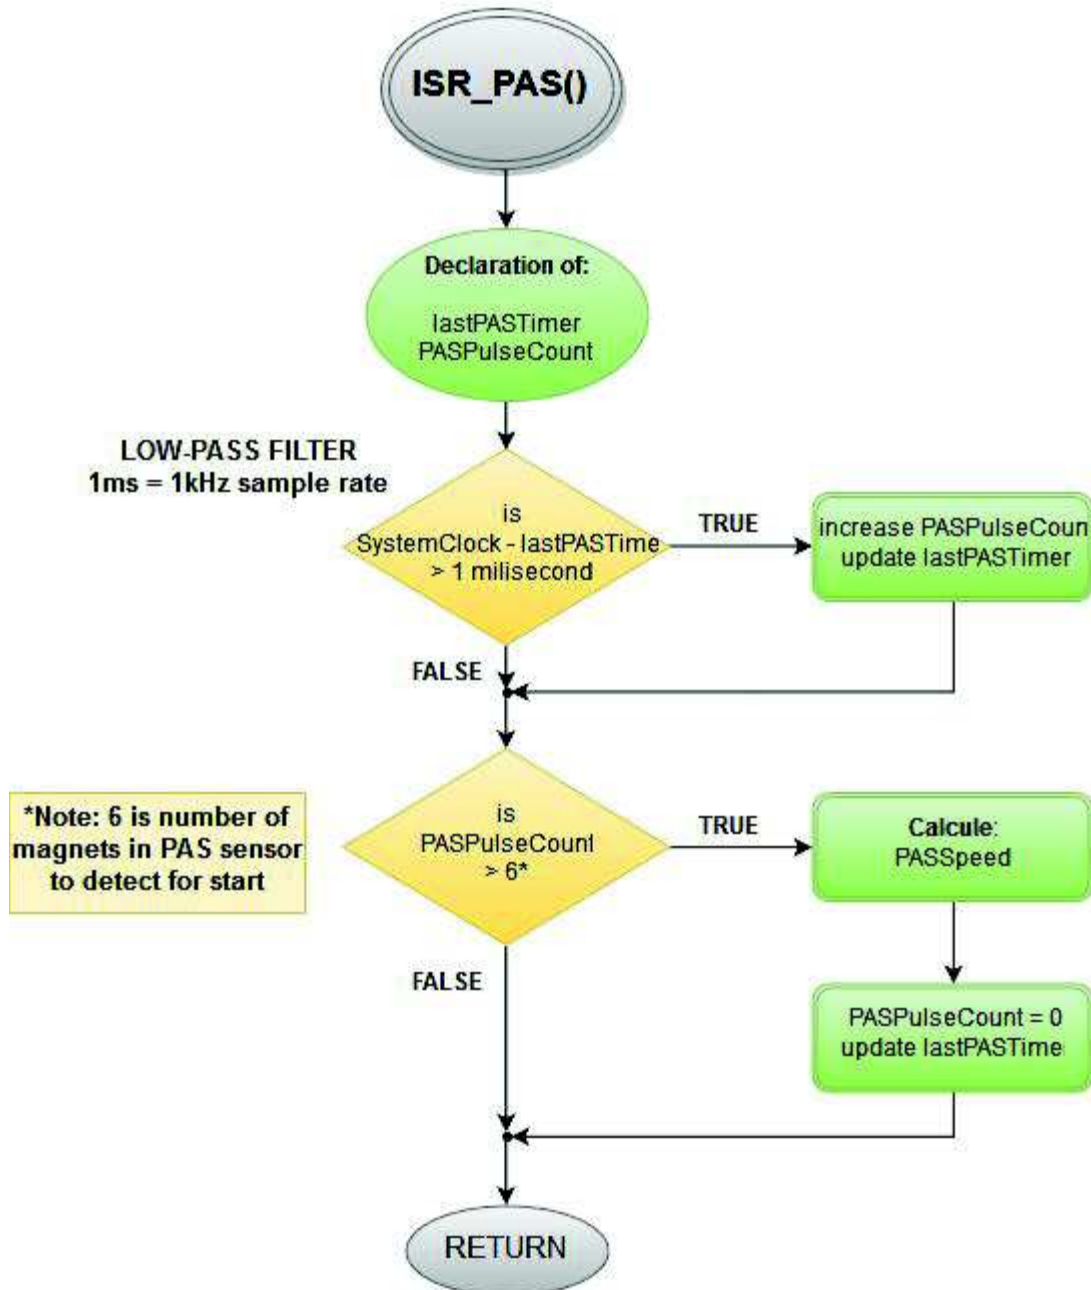 ISR_PAS()
Declaration of:
lastPASTimer
PASPulseCount
LOW-PASS FILTER
1ms = 1kHz sample rate
is
SystemClock - lastPASTime
> 1 milisecond
TRUE
increase PASPulseCoun
update lastPASTimer
FALSE
*Note: 6 is number of
magnets in PAS sensor
to detect for start
is
PASPulseCount
> 6*
TRUE
Calcule:
PASSpeed
FALSE
PASPulseCount = 0
update lastPASTime
RETURN